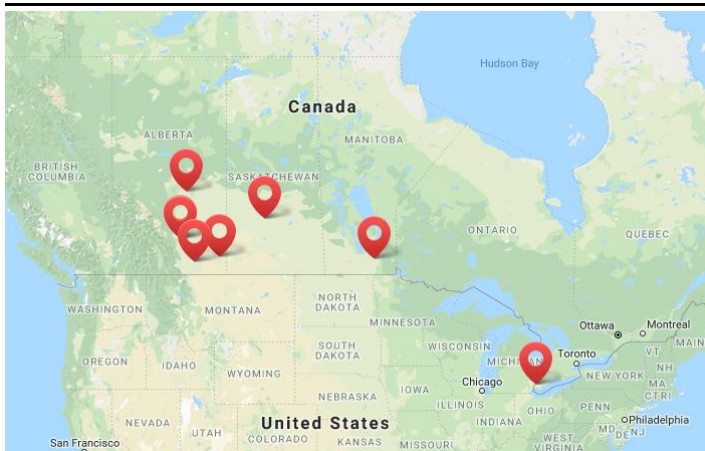 Hudson Bay
Canada
ALBERTA
MANITOBA
BRITISH
COLUMBIA
SASKATCHEWAN
ONTARIO
QUEBEC
WASHINGTON
MONTANA
NORTH
DAKOTA
MINNESOTA
Ottawa
Montreal
OREGON
IDAHO
SOUTH
DAKOTA
WISCONSIN
MICHIGAN
Toronto
VT
MAIN
WYOMING
NEW YORK
NH
MA
CT RI
Chicago
IOWA
NEBRASKA
ILLINOIS
INDIANA
OHIO
PENN
Philadelphia
NEVADA
UTAH
United States
COLORADO
KANSAS
MISSOURI
WEST
VIRGINIA
MD
DE
NJ
San Francisco